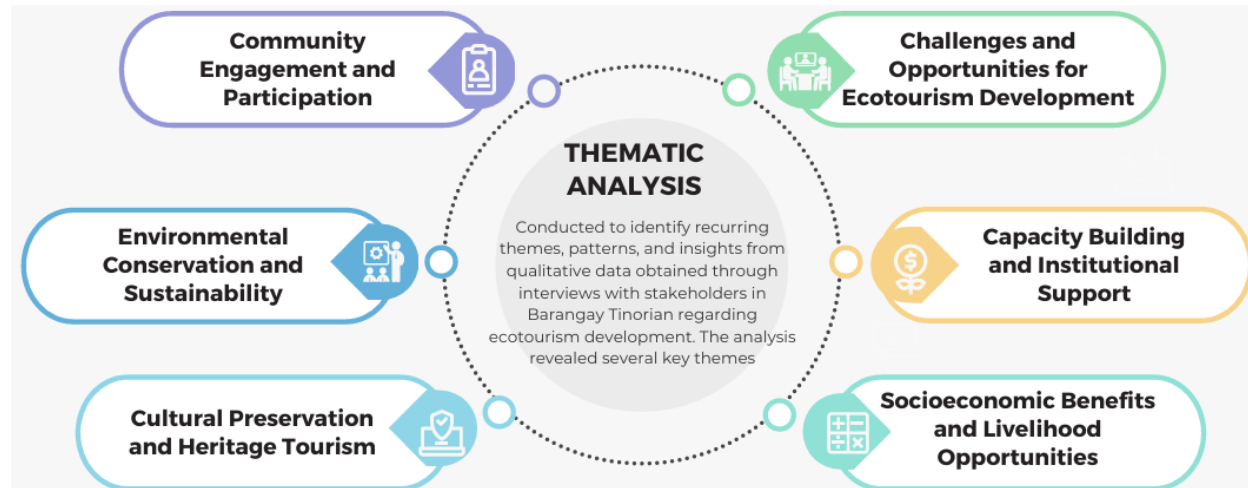 Community
Engagement and
Participation
Challenges and
Opportunities for
Ecotourism Development
THEMATIC
ANALYSIS
Conducted to identify recurring
themes, patterns, and insights from
qualitative data obtained through
interviews with stakeholders in
Barangay Tinorian regarding
ecotourism development. The analysis
revealed several key themes
Environmental
Conservation and
Sustainability
Capacity Building
and Institutional
Support
Cultural Preservation
and Heritage Tourism
Socioeconomic Benefits
and Livelihood
Opportunities